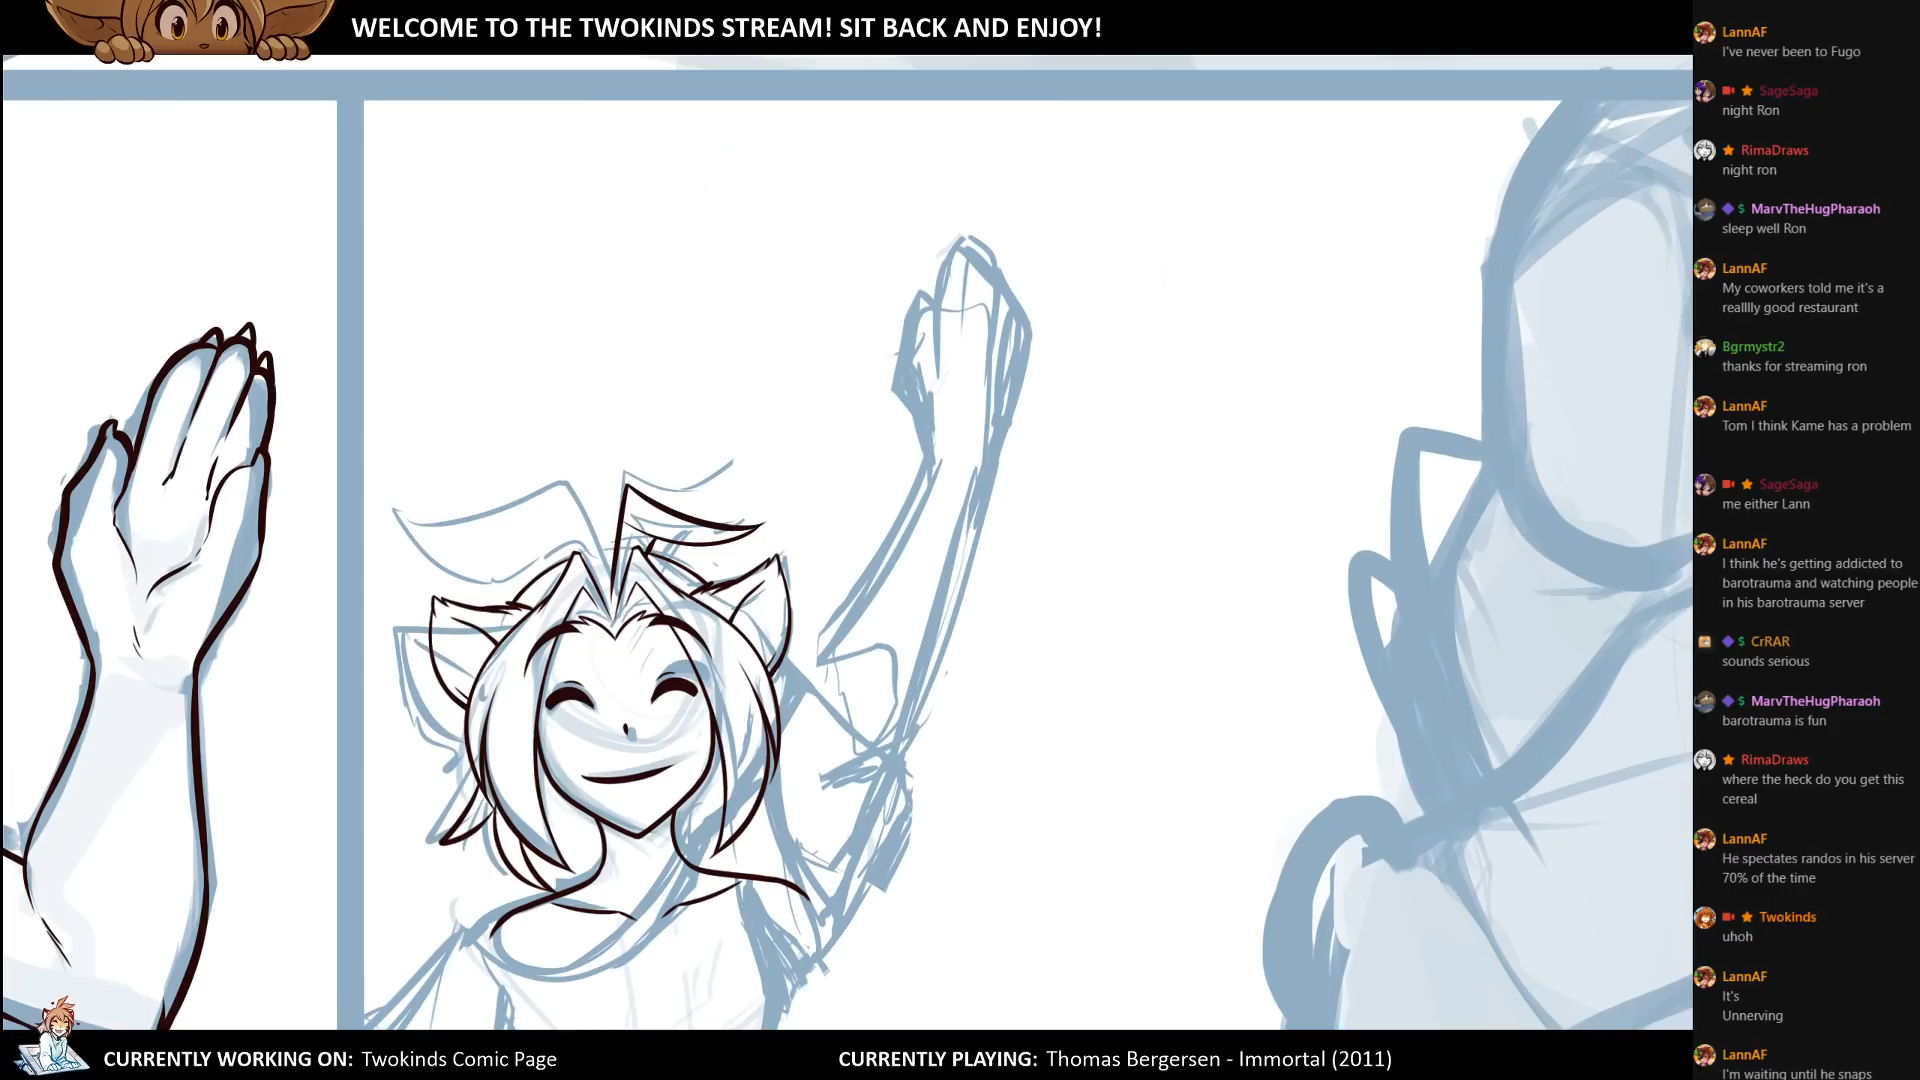 WELCOME TO THE TWOKINDS STREAM! SIT BACK AND ENJOY!
LannAF
I've never been to Fugo
SageSaga
night Ron
RimaDraws
night ron
MarvTheHugPharaoh
sleep well Ron
LannAF
My coworkers told me it's a
realllly good restaurant
Bgrmystr2
thanks for streaming ron
LannAF
Tom I think Kame has a problem
SageSaga
me either Lann
LannAF
I think he's getting addicted to
barotrauma and watching people
in his barotrauma server
CrRAR
sounds serious
MarvTheHugPharaoh
barotrauma is fun
RimaDraws
where the heck do you get this
cereal
LannAF
He spectates randos in his server
70% of the time
Twokinds
uhoh
LannAF
It's
Unnerving
LannAF
I'm waiting until he snaps
CURRENTLY WORKING ON: Twokinds Comic Page
CURRENTLY PLAYING: Thomas Bergersen - Immortal (2011)